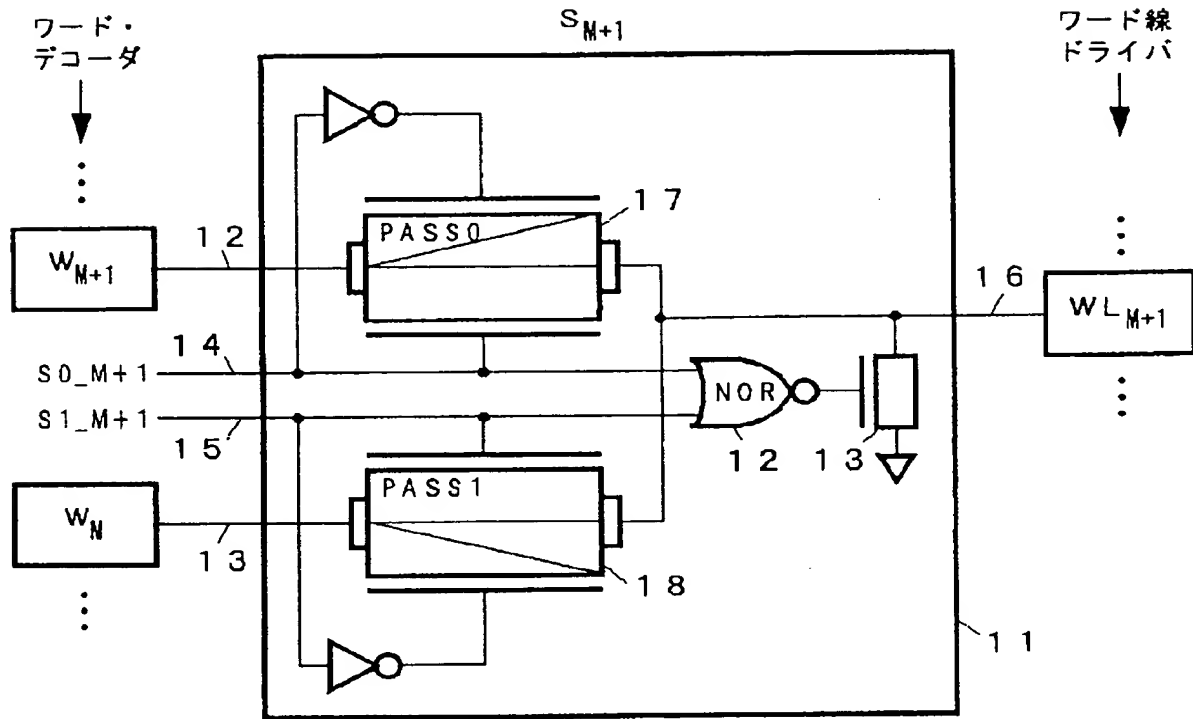 ワード・
デコーダ
S_{M+1}
ワード線
ドライバ
W_{M+1}
12
PASS0
17
16
WL_{M+1}
S0_M+1
14
S1_M+1
15
NOR
12
13
W_N
13
PASS1
18
11